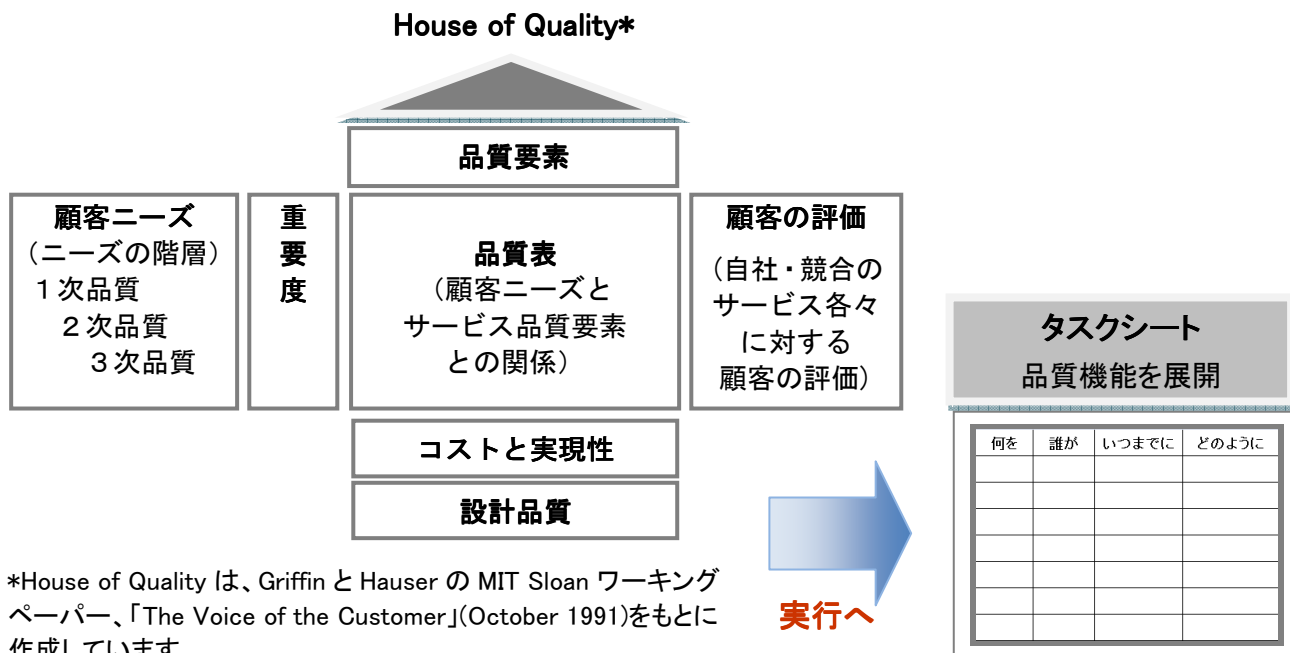 House of Quality*
品質要素
顧客ニーズ
（ニーズの階層）
１次品質
２次品質
３次品質
重
要
度
品質表
（顧客ニーズと
サービス品質要素
との関係）
顧客の評価
（自社・競合の
サービス各々
に対する
顧客の評価）
コストと実現性
設計品質
*House of Quality は、Griffin と Hauser の MIT Sloan ワーキング
ペーパー、「The Voice of the Customer」(October 1991)をもとに
作成しています
実行へ
タスクシート
品質機能を展開
何を 誰が いつまでに どのように